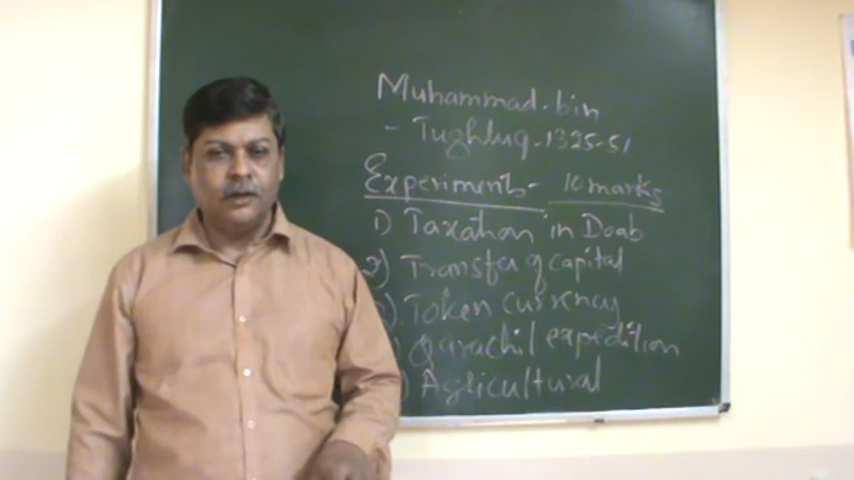 Muhammad.bin
- Tughluq-1325-51
Experiments- 10 marks
1) Taxation in Doab
2) Transfer of capital
) Token currency
) Qarachil expedition
) Agricultural